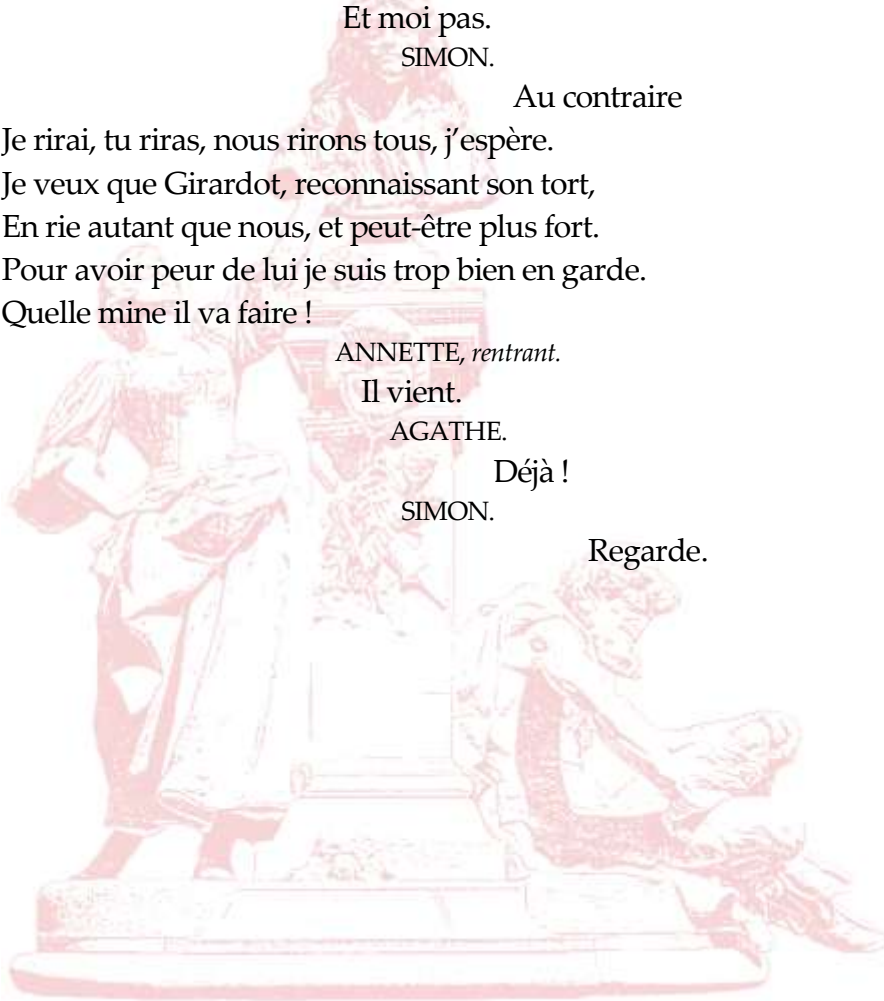 Et moi pas.
SIMON.
Au contraire
Je rirai, tu riras, nous rirons tous, j’espère.
Je veux que Girardot, reconnaissant son tort,
En rie autant que nous, et peut-être plus fort.
Pour avoir peur de lui je suis trop bien en garde.
Quelle mine il va faire !
ANNETTE, rentrant.
Il vient.
AGATHE.
Déjà !
SIMON.
Regarde.